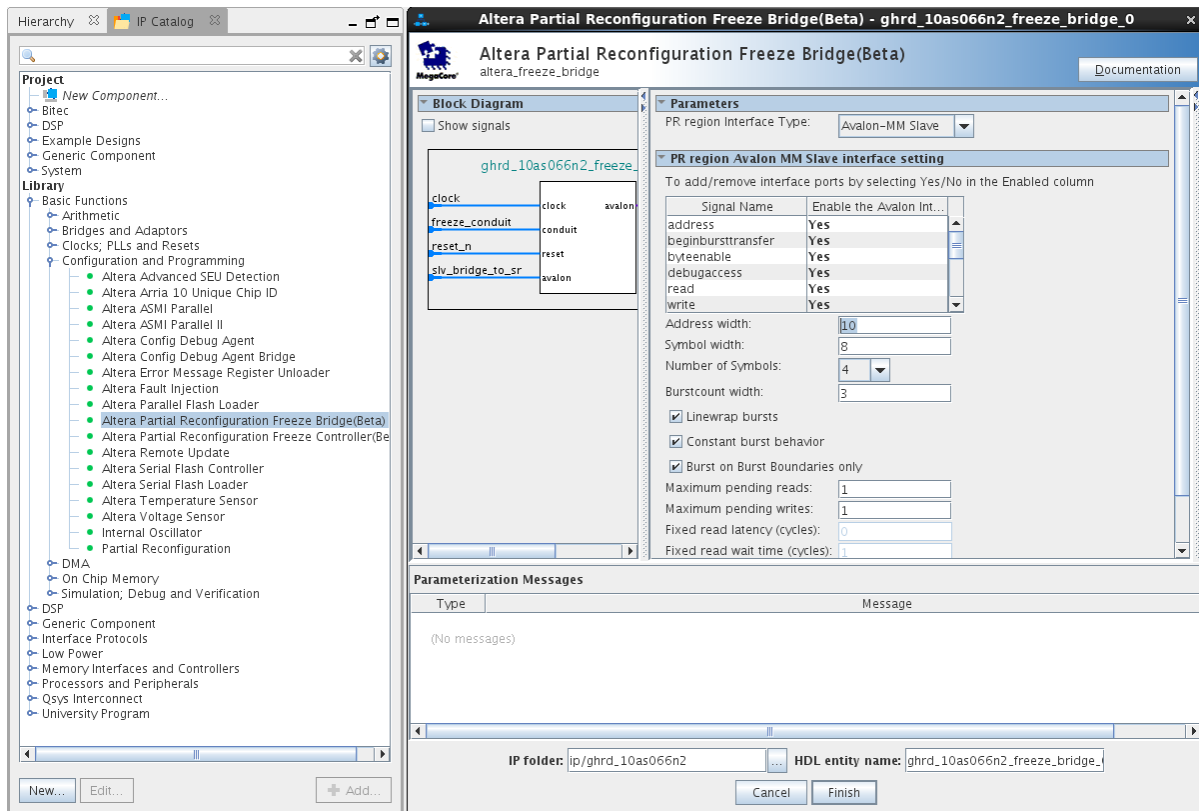 Hierarchy
IP Catalog
Project
New Component...
Bitec
DSP
Example Designs
Generic Component
System
Library
Basic Functions
Arithmetic
Bridges and Adaptors
Clocks; PLLs and Resets
Configuration and Programming
Altera Advanced SEU Detection
Altera Arria 10 Unique Chip ID
Altera ASMI Parallel
Altera ASMI Parallel II
Altera Config Debug Agent
Altera Config Debug Agent Bridge
Altera Error Message Register Unloader
Altera Fault Injection
Altera Parallel Flash Loader
Altera Partial Reconfiguration Freeze Bridge(Beta)
Altera Partial Reconfiguration Freeze Controller(Be
Altera Remote Update
Altera Serial Flash Controller
Altera Serial Flash Loader
Altera Temperature Sensor
Altera Voltage Sensor
Internal Oscillator
Partial Reconfiguration
DMA
On Chip Memory
Simulation; Debug and Verification
DSP
Generic Component
Interface Protocols
Low Power
Memory Interfaces and Controllers
Processors and Peripherals
Qsys Interconnect
University Program
New... Edit... Add...
Altera Partial Reconfiguration Freeze Bridge(Beta) - ghrd_10as066n2_freeze_bridge_0
MegaCore'
Altera Partial Reconfiguration Freeze Bridge(Beta)
altera_freeze_bridge
Documentation
Block Diagram
Show signals
ghrd_10as066n2_freeze_
clock
clock avalon
freeze_conduit
conduit
reset_n
reset
slv_bridge_to_sr
avalon
Parameters
PR region Interface Type: Avalon-MM Slave
PR region Avalon MM Slave interface setting
To add/remove interface ports by selecting Yes/No in the Enabled column
Signal Name Enable the Avalon Int...
address Yes
beginbursttransfer Yes
byteenable Yes
debugaccess Yes
read Yes
write Yes
Address width: 10
Symbol width: 8
Number of Symbols: 4
Burstcount width: 3
Linewrap bursts
Constant burst behavior
Burst on Burst Boundaries only
Maximum pending reads: 1
Maximum pending writes: 1
Fixed read latency (cycles): 0
Fixed read wait time (cycles): 1
Parameterization Messages
Type Message
(No messages)
IP folder: ip/ghrd_10as066n2 ... HDL entity name: ghrd_10as066n2_freeze_bridge_
Cancel Finish